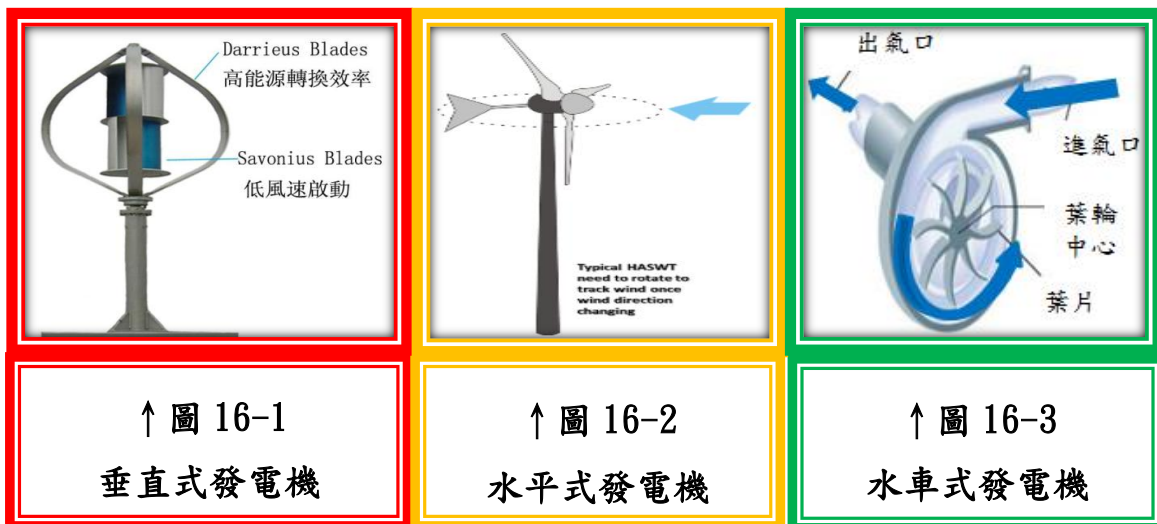 Darrieus Blades
高能源轉換效率
Savonius Blades
低風速啟動
Typical HASWT
need to rotate to
track wind once
wind direction
changing
出氣口
進氣口
葉輪
中心
葉片
↑圖 16-1
垂直式發電機
↑圖 16-2
水平式發電機
↑圖 16-3
水車式發電機